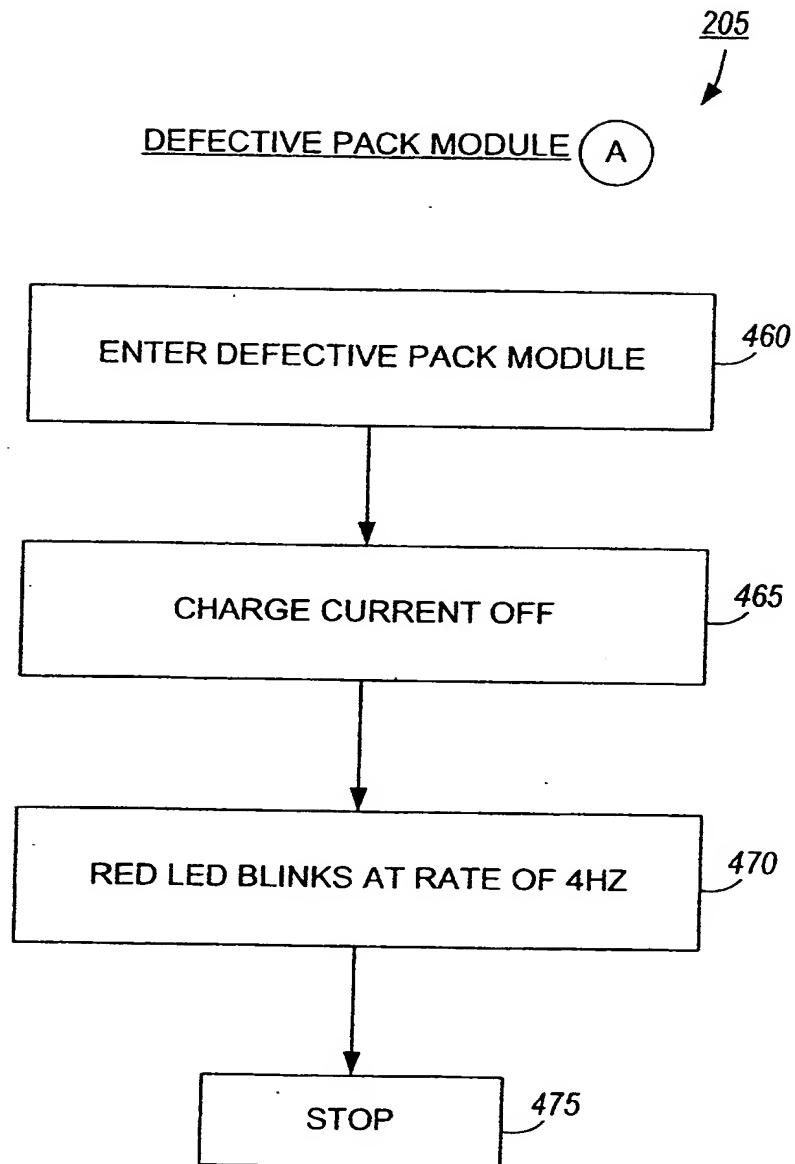 205
DEFECTIVE PACK MODULE A
ENTER DEFECTIVE PACK MODULE
460
CHARGE CURRENT OFF
465
RED LED BLINKS AT RATE OF 4HZ
470
STOP
475